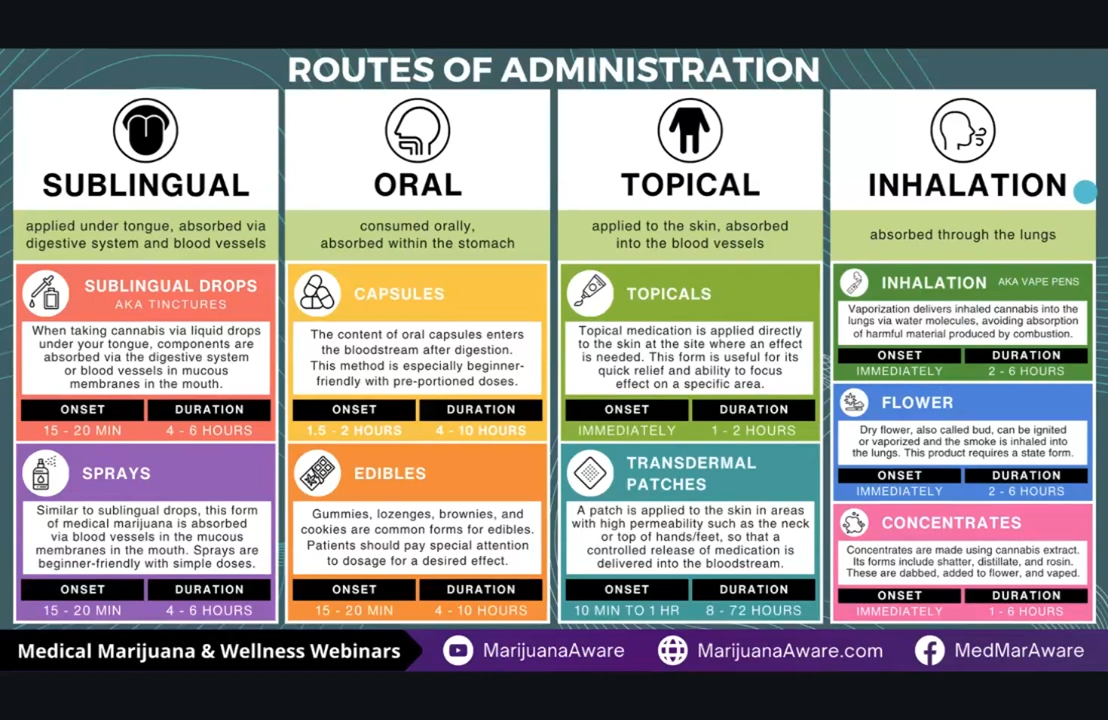 ROUTES OF ADMINISTRATION
SUBLINGUAL
applied under tongue, absorbed via
digestive system and blood vessels
SUBLINGUAL DROPS
AKA TINCTURES
When taking cannabis via liquid drops
under your tongue, components are
absorbed via the digestive system
or blood vessels in mucous
membranes in the mouth.
ONSET DURATION
15 - 20 MIN 4 - 6 HOURS
SPRAYS
Similar to sublingual drops, this form
of medical marijuana is absorbed
via blood vessels in the mucous
membranes in the mouth. Sprays are
beginner-friendly with simple doses.
ONSET DURATION
15 - 20 MIN 4 - 6 HOURS
ORAL
consumed orally,
absorbed within the stomach
CAPSULES
The content of oral capsules enters
the bloodstream after digestion.
This method is especially beginner-
friendly with pre-portioned doses.
ONSET DURATION
1.5 - 2 HOURS 4 - 10 HOURS
EDIBLES
Gummies, lozenges, brownies, and
cookies are common forms for edibles.
Patients should pay special attention
to dosage for a desired effect.
ONSET DURATION
15 - 20 MIN 4 - 10 HOURS
TOPICAL
applied to the skin, absorbed
into the blood vessels
TOPICALS
Topical medication is applied directly
to the skin at the site where an effect
is needed. This form is useful for its
quick relief and ability to focus
effect on a specific area.
ONSET DURATION
IMMEDIATELY 1 - 2 HOURS
TRANSDERMAL
PATCHES
A patch is applied to the skin in areas
with high permeability such as the neck
or top of hands/feet, so that a
controlled release of medication is
delivered into the bloodstream.
ONSET DURATION
10 MIN TO 1 HR 8 - 72 HOURS
INHALATION
absorbed through the lungs
INHALATION AKA VAPE PENS
Vaporization delivers inhaled cannabis into the
lungs via water molecules, avoiding absorption
of harmful material produced by combustion.
ONSET DURATION
IMMEDIATELY 2 - 6 HOURS
FLOWER
Dry flower, also called bud, can be ignited
or vaporized and the smoke is inhaled into
the lungs. This product requires a state form.
ONSET DURATION
IMMEDIATELY 2 - 6 HOURS
CONCENTRATES
Concentrates are made using cannabis extract.
Its forms include shatter, distillate, and rosin.
These are dabbed, added to flower, and vaped.
ONSET DURATION
IMMEDIATELY 1 - 6 HOURS
Medical Marijuana & Wellness Webinars MarijuanaAware MarijuanaAware.com MedMarAware